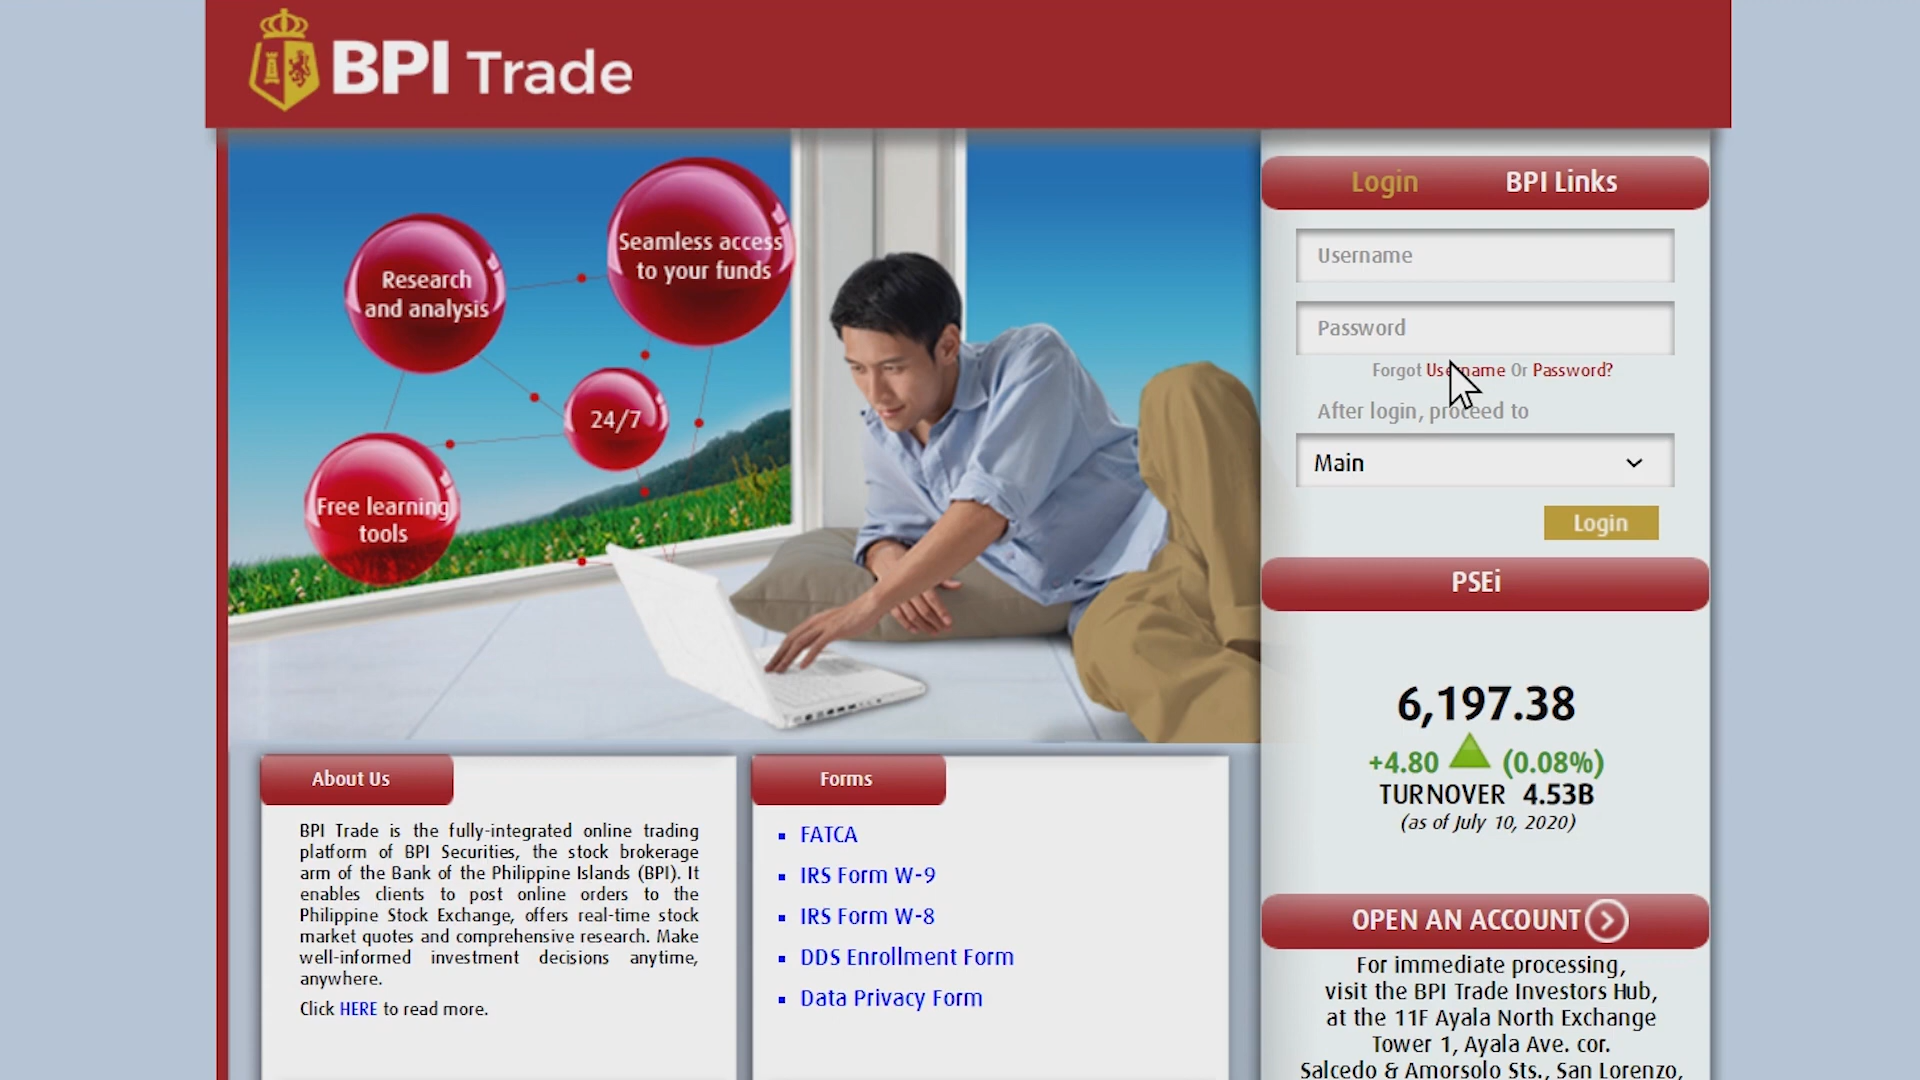 BPI Trade
Research
and analysis
Seamless access
to your funds
24/7
Free learning
tools
Login
BPI Links
Username
Password
Forgot Username Or Password?
After login, proceed to
Main
Login
PSEi
6,197.38
+4.80 (0.08%)
TURNOVER 4.53B
(as of July 10, 2020)
OPEN AN ACCOUNT
For immediate processing,
visit the BPI Trade Investors Hub,
at the 11F Ayala North Exchange
Tower 1, Ayala Ave. cor.
Salcedo & Amorsolo Sts., San Lorenzo,
About Us
BPI Trade is the fully-integrated online trading
platform of BPI Securities, the stock brokerage
arm of the Bank of the Philippine Islands (BPI). It
enables clients to post online orders to the
Philippine Stock Exchange, offers real-time stock
market quotes and comprehensive research. Make
well-informed investment decisions anytime,
anywhere.
Click HERE to read more.
Forms
FATCA
IRS Form W-9
IRS Form W-8
DDS Enrollment Form
Data Privacy Form